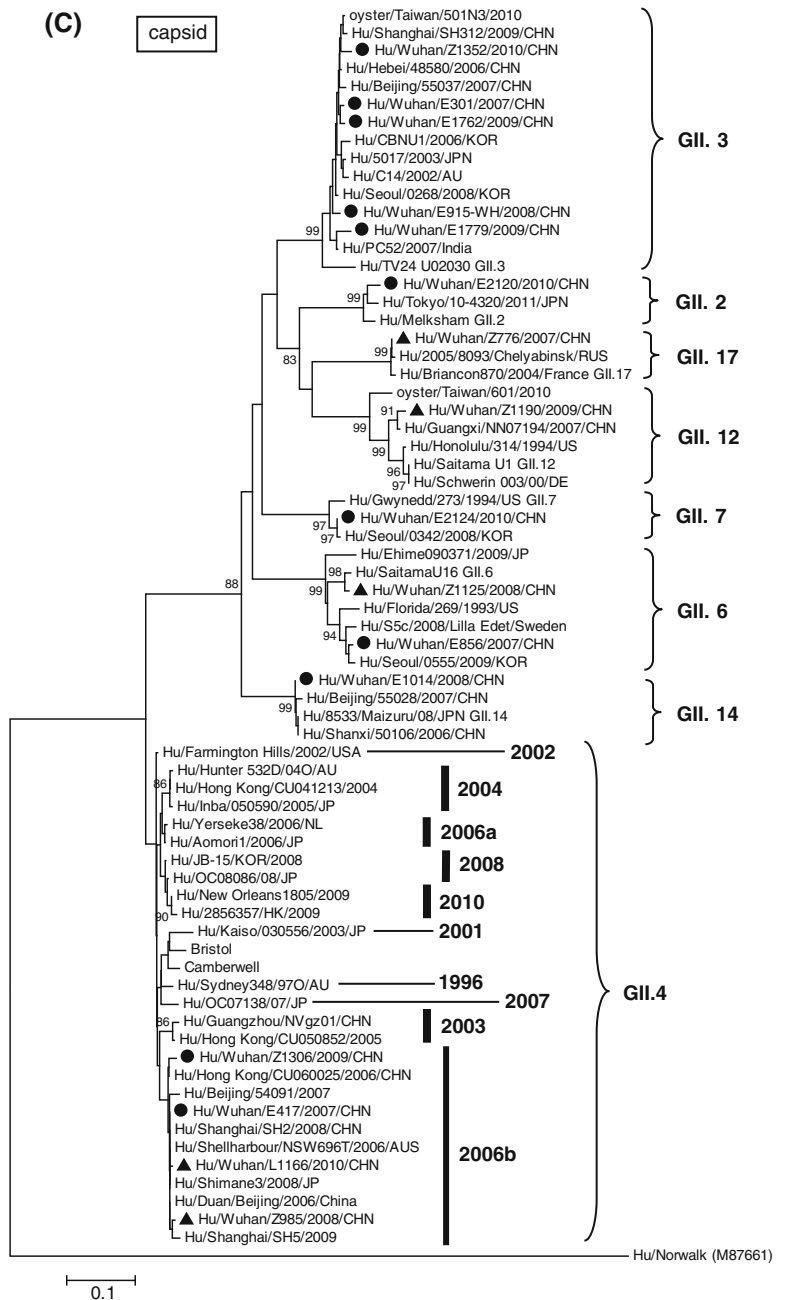 (C)
capsid
oyster/Taiwan/501N3/2010
Hu/Shanghai/SH312/2009/CHN
Hu/Wuhan/Z1352/2010/CHN
Hu/Hebei/48580/2006/CHN
Hu/Beijing/55037/2007/CHN
Hu/Wuhan/E301/2007/CHN
Hu/Wuhan/E1762/2009/CHN
Hu/CBNU1/2006/KOR
GII. 3
Hu/5017/2003/JPN
Hu/C14/2002/AU
Hu/Seoul/0268/2008/KOR
Hu/Wuhan/E915-WH/2008/CHN
99
Hu/Wuhan/E1779/2009/CHN
Hu/PC52/2007/India
Hu/TV24 U02030 GII.3
Hu/Wuhan/E2120/2010/CHN
99
Hu/Tokyo/10-4320/2011/JPN
GII. 2
Hu/Melksham GII.2
Hu/Wuhan/Z776/2007/CHN
83
99
Hu/2005/8093/Chelyabinsk/RUS
GII. 17
Hu/Briancon870/2004/France GII.17
oyster/Taiwan/601/2010
91
Hu/Wuhan/Z1190/2009/CHN
99
Hu/Guangxi/NN07194/2007/CHN
GII. 12
99
Hu/Honolulu/314/1994/US
96
Hu/Saitama U1 GII.12
97
Hu/Schwerin 003/00/DE
Hu/Gwynedd/273/1994/US GII.7
97
Hu/Wuhan/E2124/2010/CHN
GII. 7
97
Hu/Seoul/0342/2008/KOR
Hu/Ehime090371/2009/JP
98
Hu/SaitamaU16 GII.6
88
99
Hu/Wuhan/Z1125/2008/CHN
Hu/Florida/269/1993/US
GII. 6
94
Hu/S5c/2008/Lilla Edet/Sweden
Hu/Wuhan/E856/2007/CHN
Hu/Seoul/0555/2009/KOR
Hu/Wuhan/E1014/2008/CHN
99
Hu/Beijing/55028/2007/CHN
Hu/8533/Maizuru/08/JPN GII.14
GII. 14
Hu/Shanxi/50106/2006/CHN
Hu/Farmington Hills/2002/USA
2002
Hu/Hunter 532D/04O/AU
86
Hu/Hong Kong/CU041213/2004
2004
Hu/Inba/050590/2005/JP
Hu/Yerseke38/2006/NL
2006a
Hu/Aomori1/2006/JP
Hu/JB-15/KOR/2008
2008
Hu/OC08086/08/JP
Hu/New Orleans1805/2009
2010
90
Hu/2856357/HK/2009
Hu/Kaiso/030556/2003/JP
2001
Bristol
Camberwell
Hu/Sydney348/97O/AU
1996
GII.4
Hu/OC07138/07/JP
2007
86
Hu/Guangzhou/NVgz01/CHN
2003
Hu/Hong Kong/CU050852/2005
Hu/Wuhan/Z1306/2009/CHN
Hu/Hong Kong/CU060025/2006/CHN
Hu/Beijing/54091/2007
Hu/Wuhan/E417/2007/CHN
Hu/Shanghai/SH2/2008/CHN
Hu/Shellharbour/NSW696T/2006/AUS
2006b
Hu/Wuhan/L1166/2010/CHN
Hu/Shimane3/2008/JP
Hu/Duan/Beijing/2006/China
Hu/Wuhan/Z985/2008/CHN
Hu/Shanghai/SH5/2009
Hu/Norwalk (M87661)
0.1